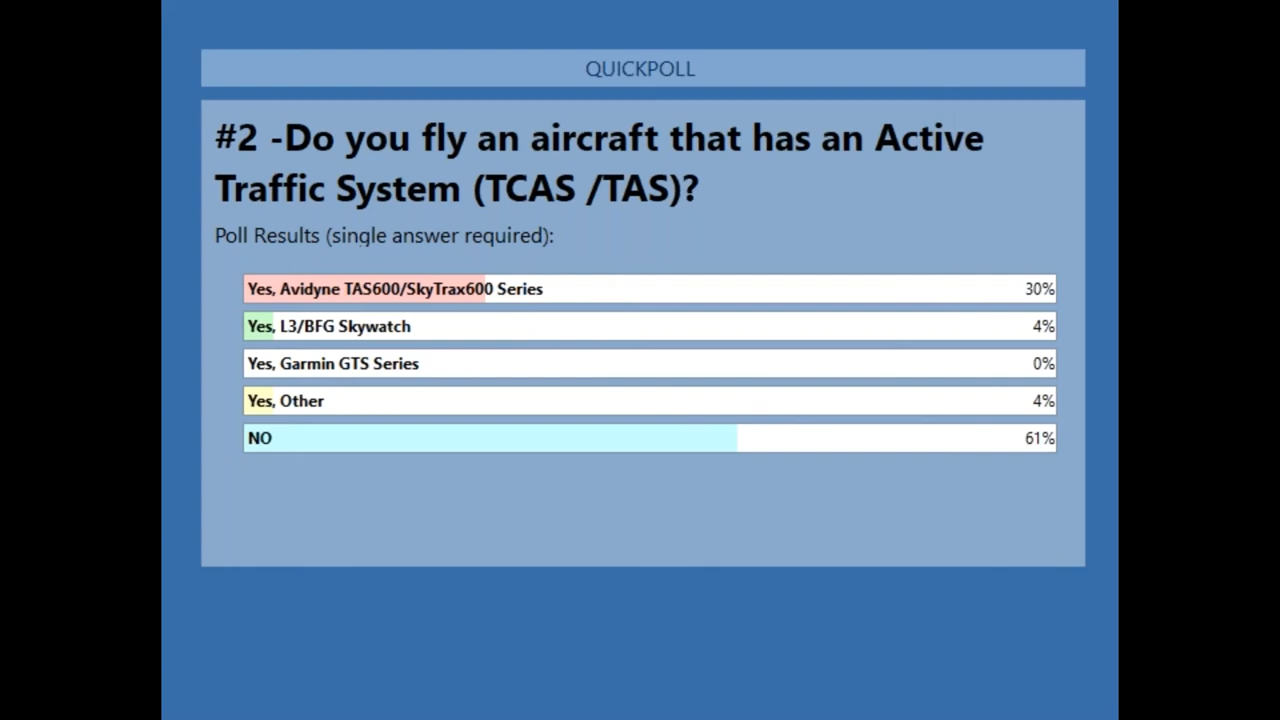 QUICKPOLL
#2 -Do you fly an aircraft that has an Active
Traffic System (TCAS /TAS)?
Poll Results (single answer required):
Yes, Avidyne TAS600/SkyTrax600 Series 30%
Yes, L3/BFG Skywatch 4%
Yes, Garmin GTS Series 0%
Yes, Other 4%
NO 61%